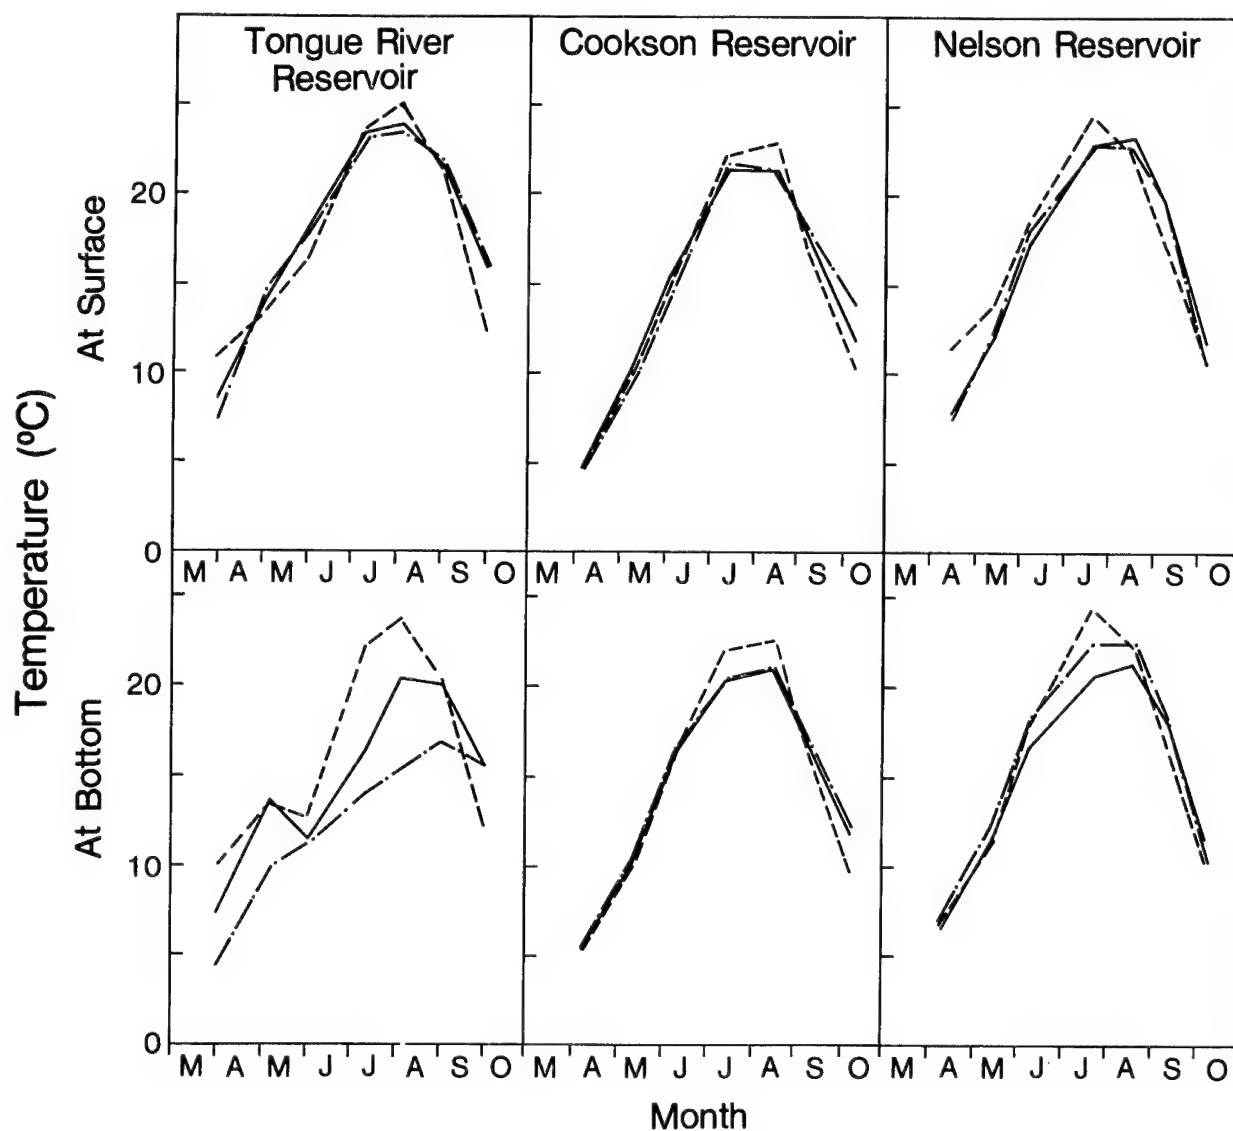 Tongue River
Reservoir
Cookson Reservoir
Nelson Reservoir
Temperature (ºC)
At Surface
20
10
0
M A M J J A S O
M A M J J A S O
M A M J J A S O
At Bottom
20
10
0
M A M J J A S O
M A M J J A S O
M A M J J A S O
Month